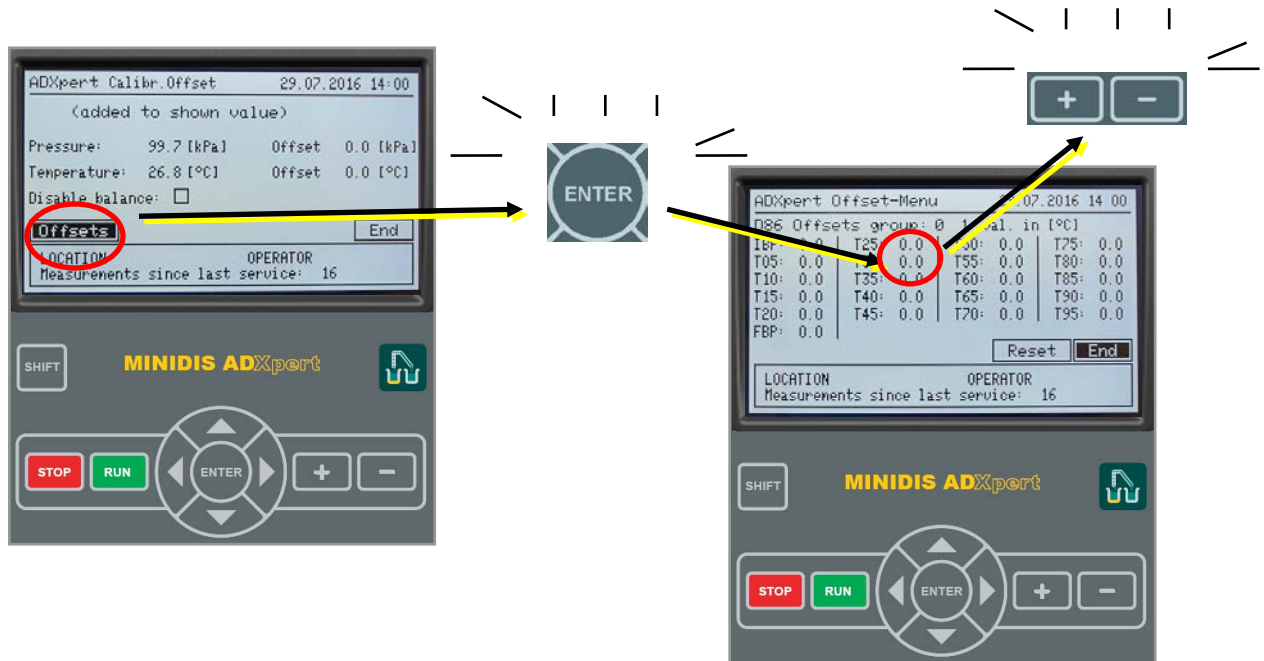 ADXpert Calibr.Offset 29.07.2016 14:00
(added to shown value)
Pressure: 99.7 [kPa] Offset 0.0 [kPa]
Temperature: 26.8 [°C] Offset 0.0 [°C]
Disable balance:
Offsets End
LOCATION OPERATOR
Measurements since last service: 16
SHIFT MINIDIS ADXpert
STOP RUN ENTER + −
ENTER
+ −
ADXpert Offset-Menu .07.2016 14 00
D86 Offsets group: 0 val. in [°C]
IBP: 0.0 T25 0.0 T50: 0.0 T75: 0.0
T05: 0.0 0.0 T55: 0.0 T80: 0.0
T10: 0.0 T35: 0.0 T60: 0.0 T85: 0.0
T15: 0.0 T40: 0.0 T65: 0.0 T90: 0.0
T20: 0.0 T45: 0.0 T70: 0.0 T95: 0.0
FBP: 0.0
Reset End
LOCATION OPERATOR
Measurements since last service: 16
SHIFT MINIDIS ADXpert
STOP RUN ENTER + −